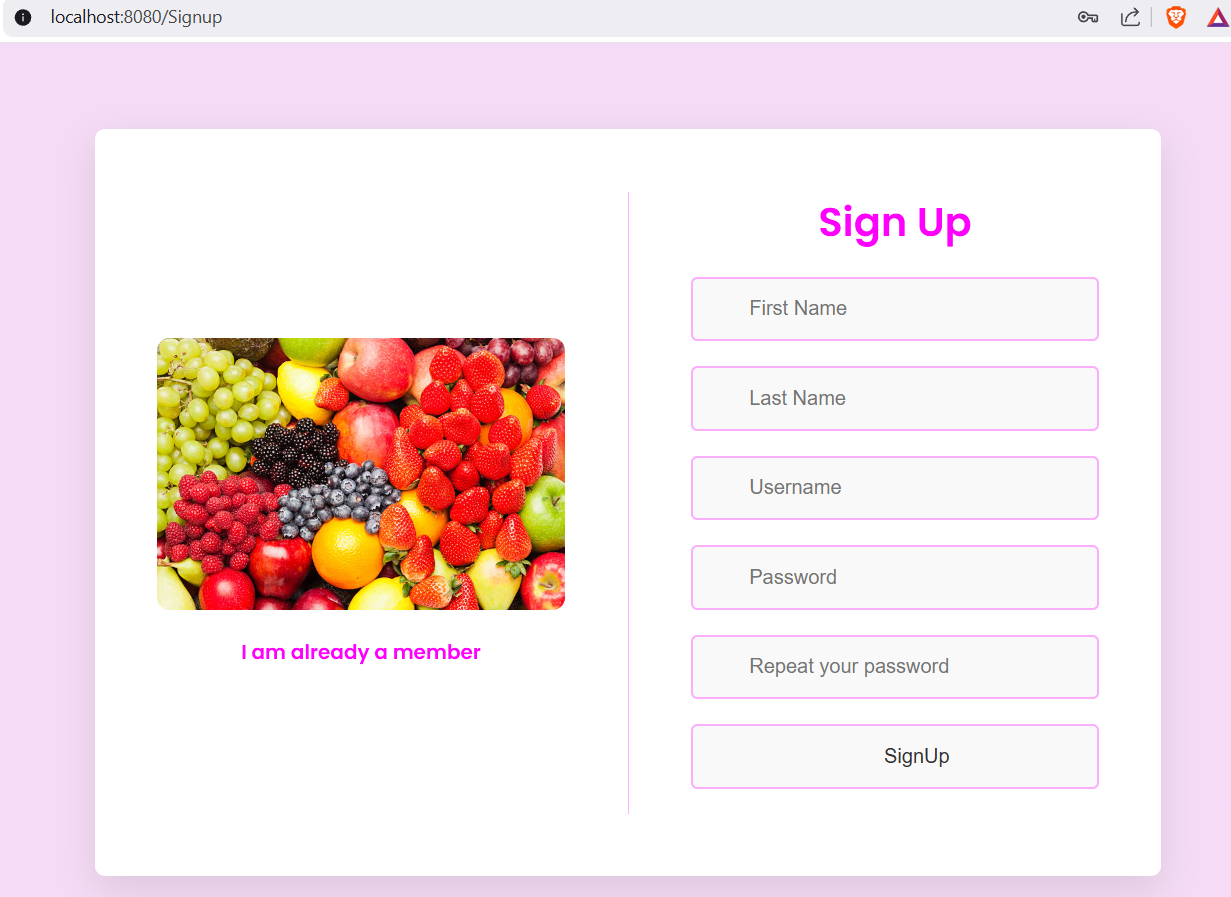 localhost:8080/Signup
Sign Up
First Name
Last Name
Username
Password
Repeat your password
SignUp
I am already a member